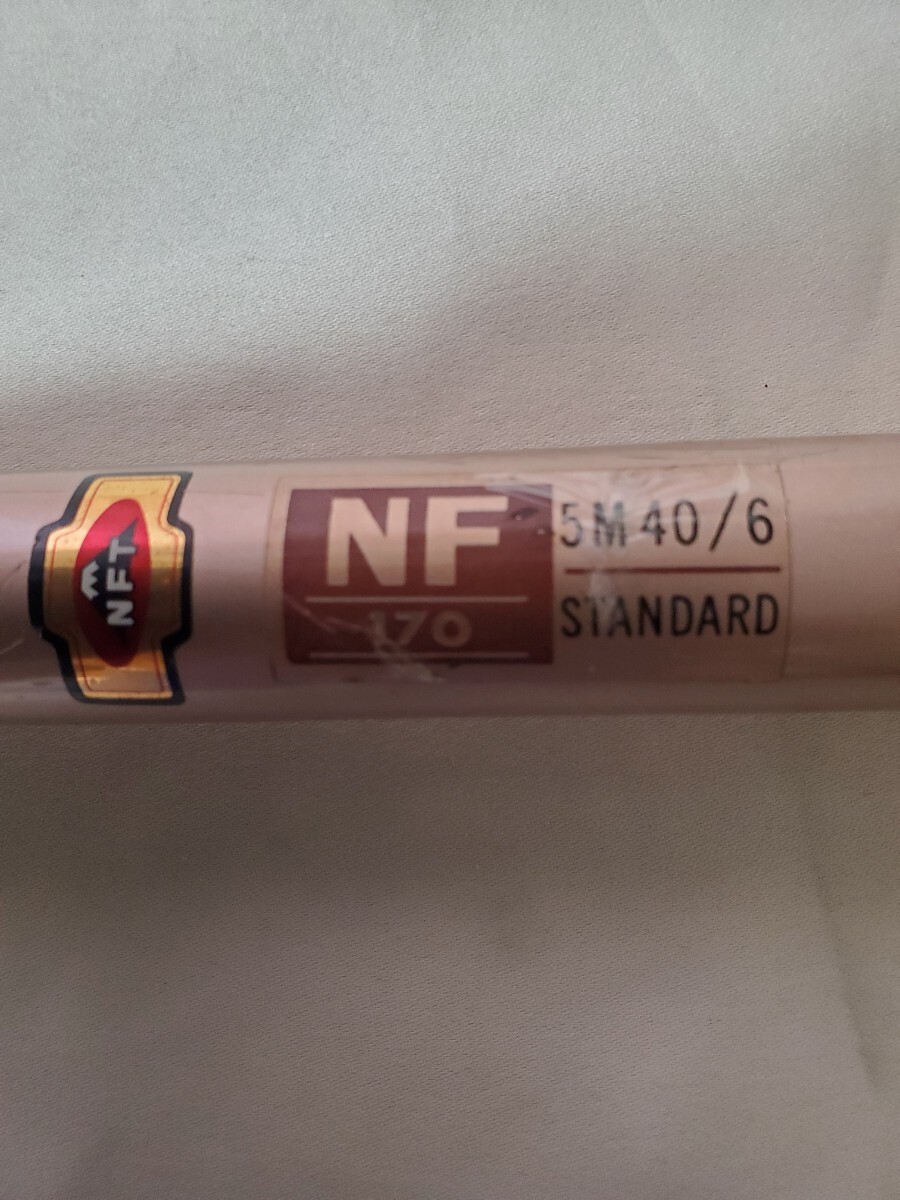 NFT
NF
170
5M40/6
STANDARD